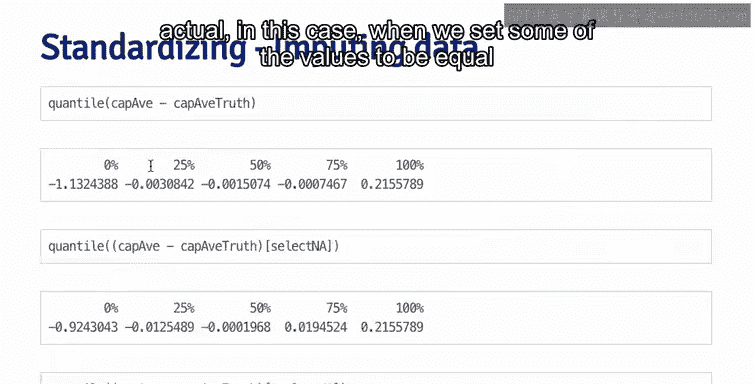 actual, in this case, when we set some of
the values to be equal
Standardizing - Imputing data
quantile(capAve - capAveTruth)
0% 25% 50% 75% 100%
-1.1324388 -0.0030842 -0.0015074 -0.0007467 0.2155789
quantile((capAve - capAveTruth)[selectNA])
0% 25% 50% 75% 100%
-0.9243043 -0.0125489 -0.0001968 0.0194524 0.2155789